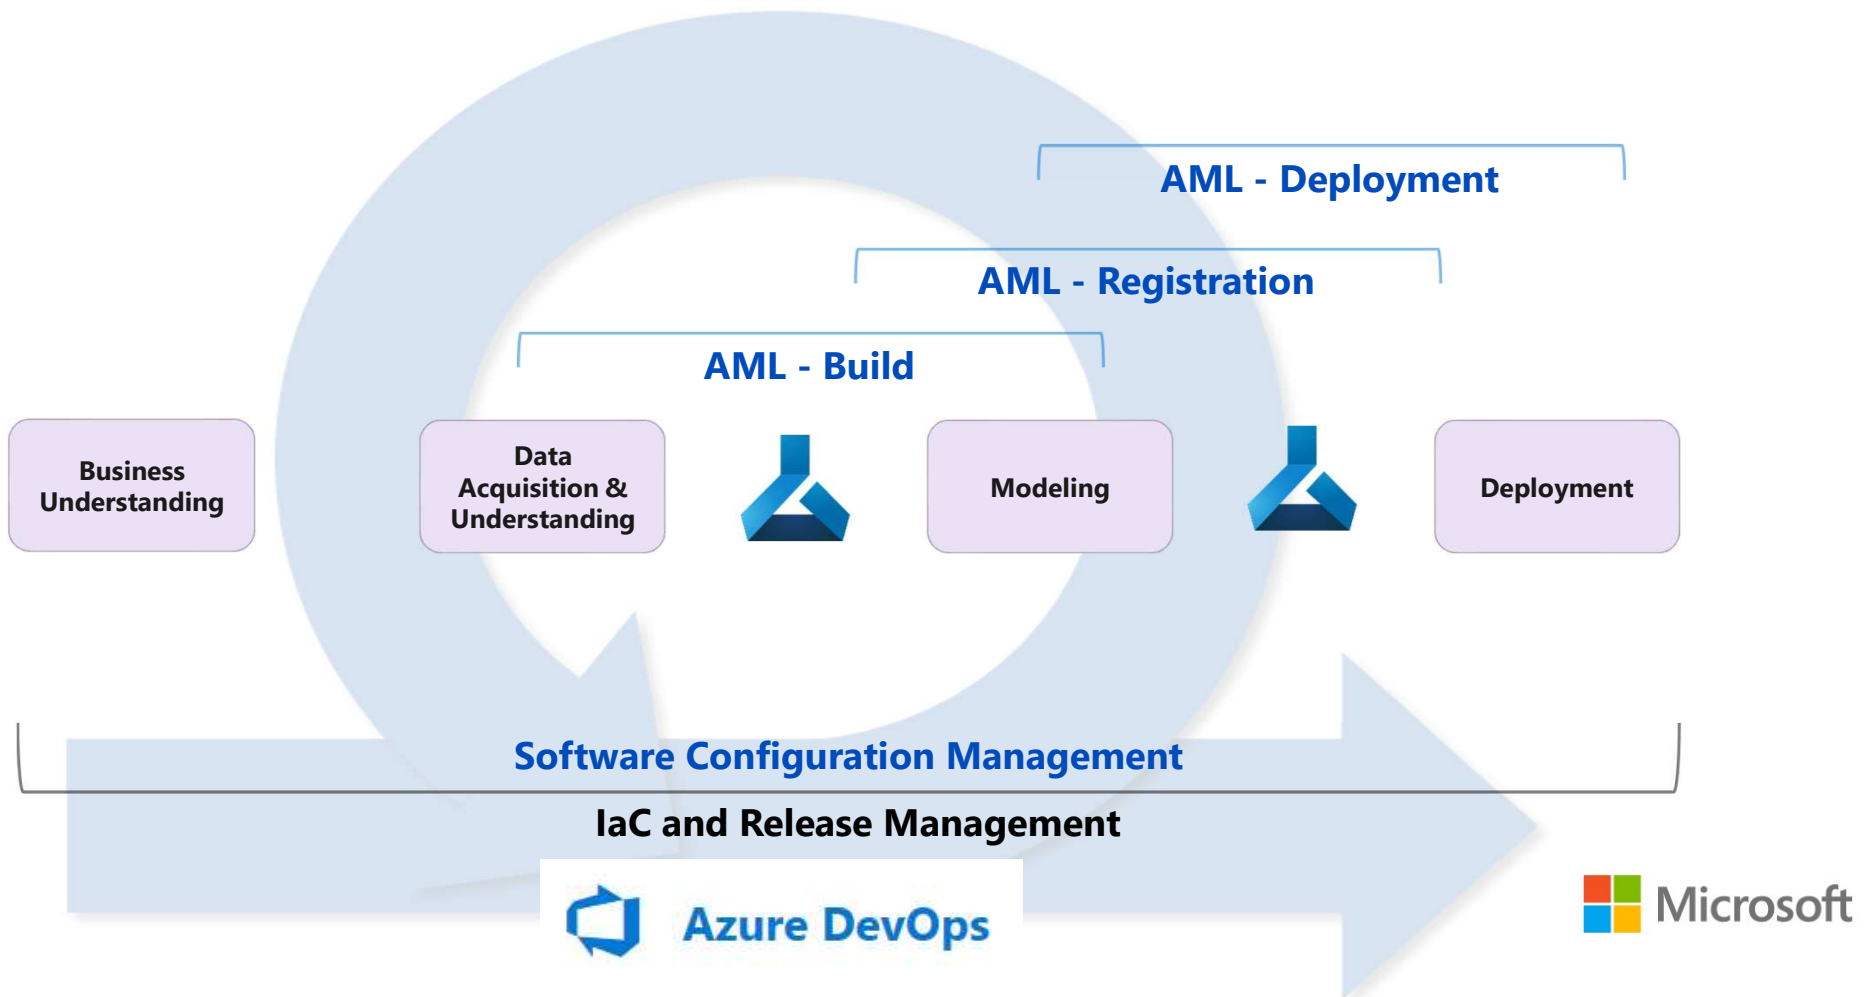 AML - Deployment
AML - Registration
AML - Build
Business
Understanding
Data
Acquisition &
Understanding
Modeling
Deployment
Software Configuration Management
IaC and Release Management
Azure DevOps
Microsoft